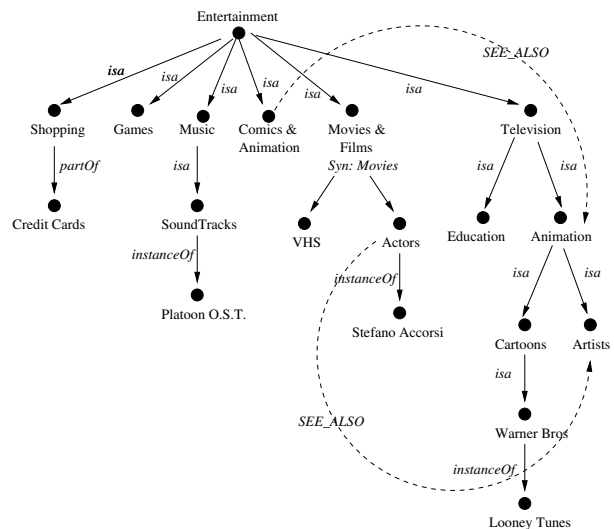 Entertainment
SEE_ALSO
isa
isa
isa
isa
isa
isa
Shopping
Games
Music
Comics &
Animation
Movies &
Films
Television
partOf
isa
Syn: Movies
isa
isa
Credit Cards
SoundTracks
VHS
Actors
Education
Animation
instanceOf
instanceOf
isa
isa
Platoon O.S.T.
Stefano Accorsi
Cartoons
Artists
isa
SEE_ALSO
Warner Bros
instanceOf
Looney Tunes